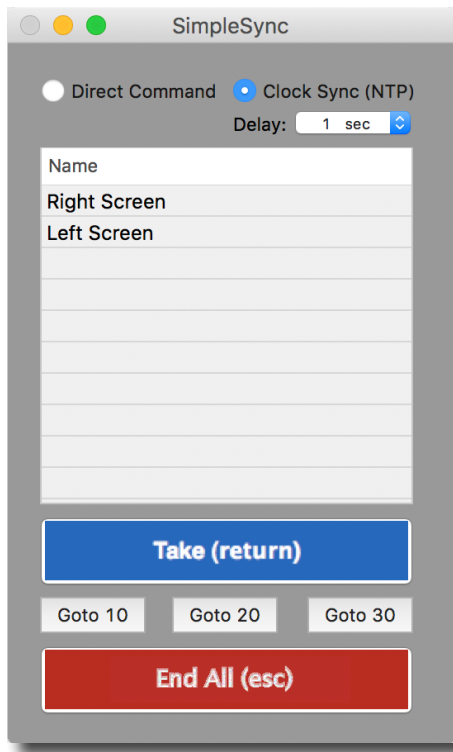 SimpleSync
Direct Command Clock Sync (NTP)
Delay: 1 sec
Name
Right Screen
Left Screen
Take (return)
Goto 10 Goto 20 Goto 30
End All (esc)